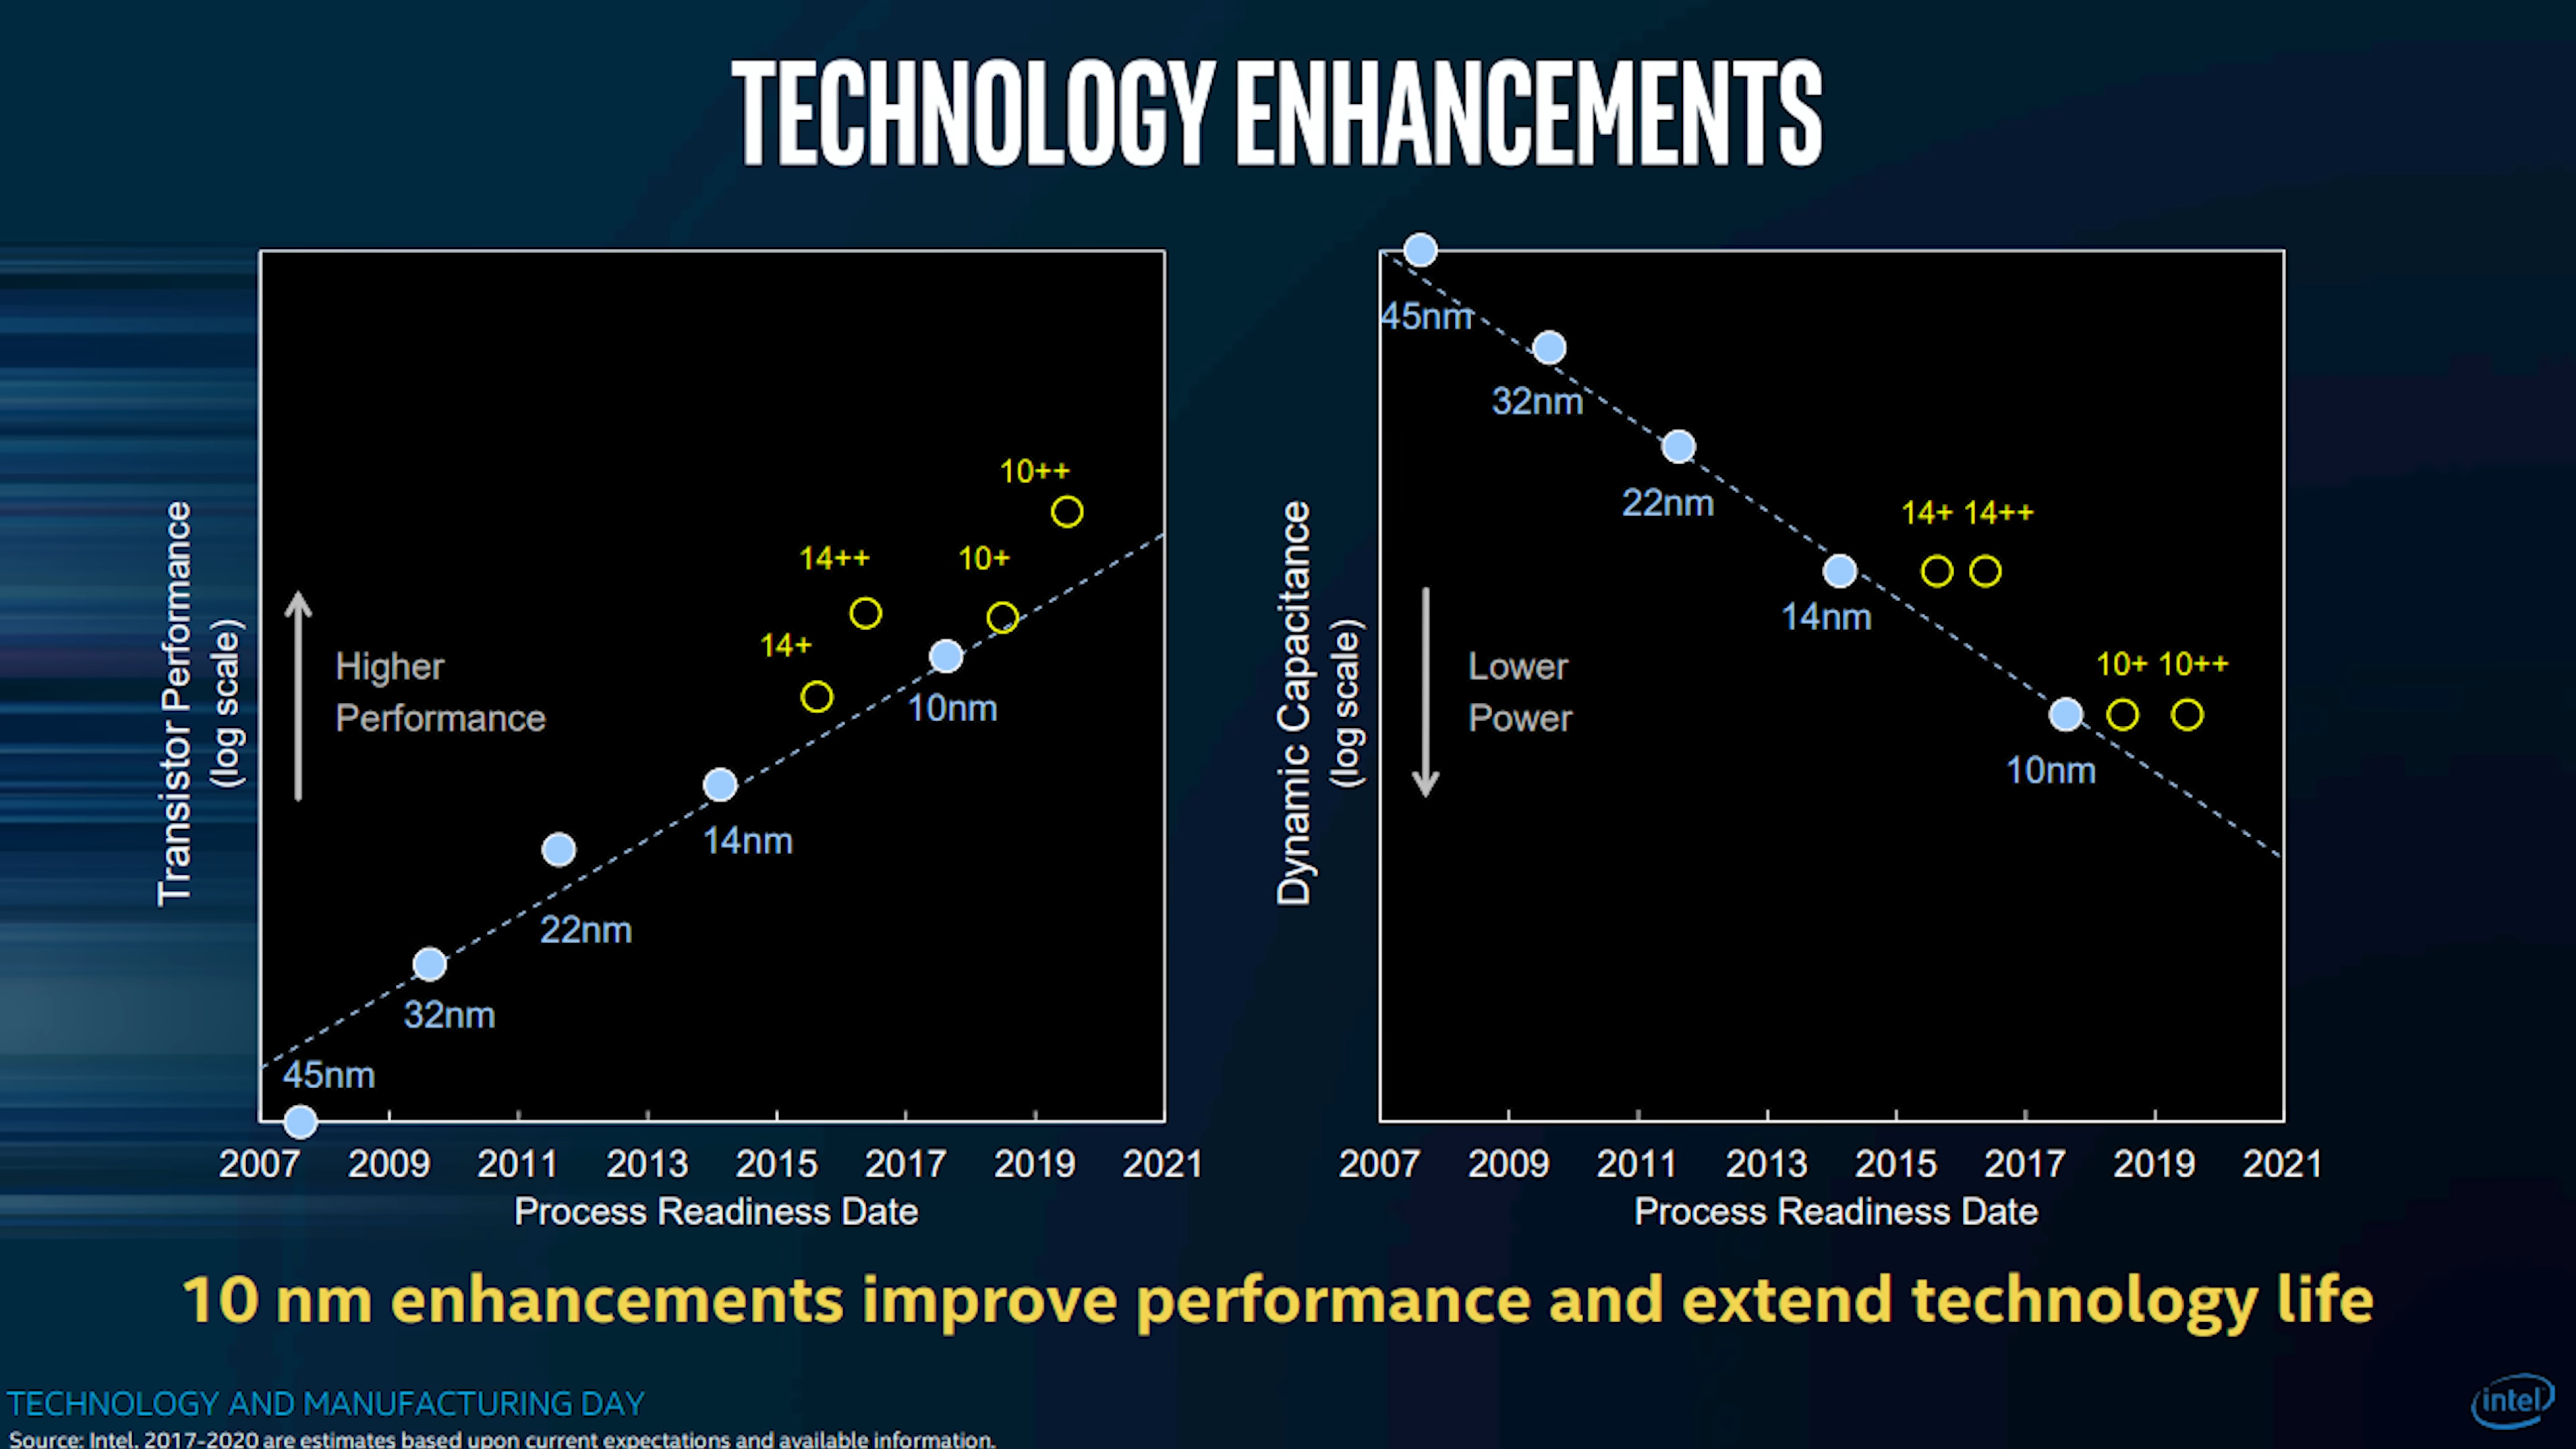 TECHNOLOGY ENHANCEMENTS
Transistor Performance
(log scale)
Higher
Performance
10++
14++
10+
14+
10nm
14nm
22nm
32nm
45nm
2007 2009 2011 2013 2015 2017 2019 2021
Process Readiness Date
Dynamic Capacitance
(log scale)
Lower
Power
45nm
32nm
22nm
14+ 14++
14nm
10+ 10++
10nm
2007 2009 2011 2013 2015 2017 2019 2021
Process Readiness Date
10 nm enhancements improve performance and extend technology life
TECHNOLOGY AND MANUFACTURING DAY
Source: Intel. 2017-2020 are estimates based upon current expectations and available information.
intel